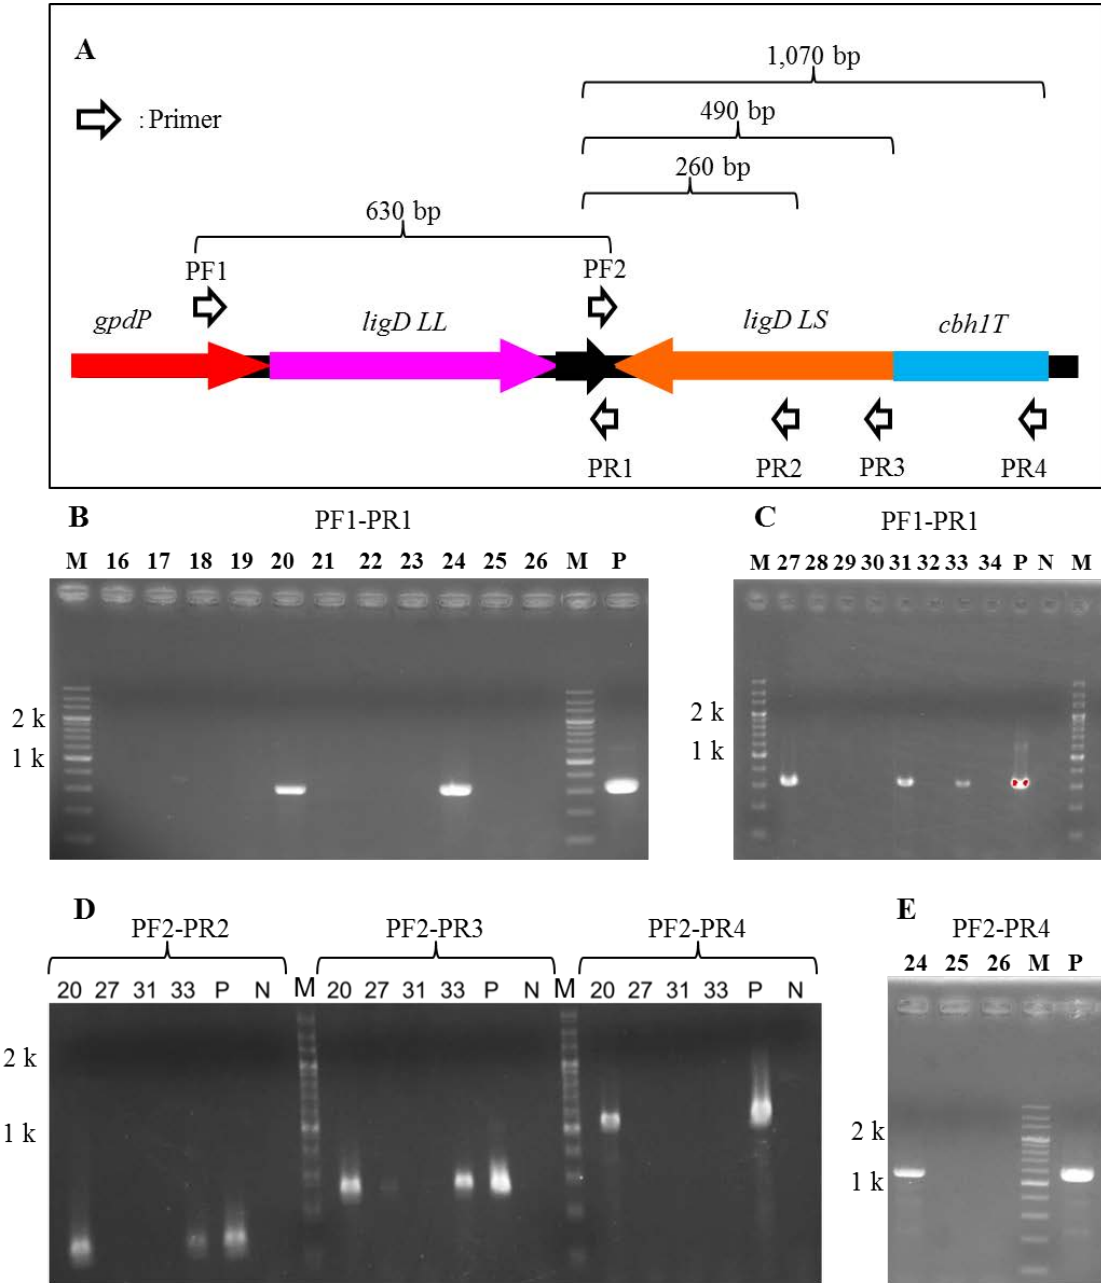 A
1,070 bp
: Primer
490 bp
260 bp
630 bp
PF1 PF2
gpdP ligD LL ligD LS cbh1T
PR1 PR2 PR3 PR4
B
PF1-PR1
M 16 17 18 19 20 21 22 23 24 25 26 M P
2 k
1 k
C
PF1-PR1
M 27 28 29 30 31 32 33 34 P N M
2 k
1 k
D
PF2-PR2 PF2-PR3 PF2-PR4
20 27 31 33 P N M 20 27 31 33 P N M 20 27 31 33 P N
2 k
1 k
E
PF2-PR4
24 25 26 M P
2 k
1 k